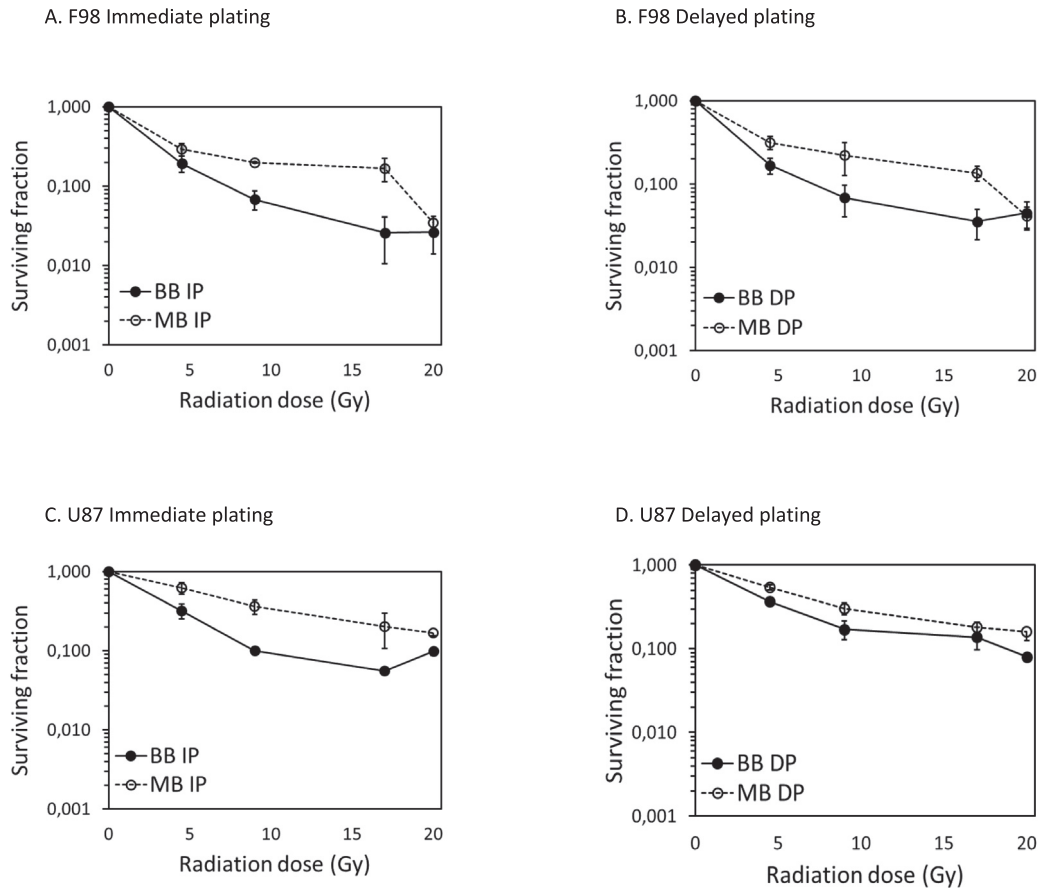 A. F98 Immediate plating
1,000
0,100
0,010
0,001
Surviving fraction
BB IP
MB IP
0 5 10 15 20
Radiation dose (Gy)
B. F98 Delayed plating
1,000
0,100
0,010
0,001
Surviving fraction
BB DP
MB DP
0 5 10 15 20
Radiation dose (Gy)
C. U87 Immediate plating
1,000
0,100
0,010
0,001
Surviving fraction
BB IP
MB IP
0 5 10 15 20
Radiation dose (Gy)
D. U87 Delayed plating
1,000
0,100
0,010
0,001
Surviving fraction
BB DP
MB DP
0 5 10 15 20
Radiation dose (Gy)